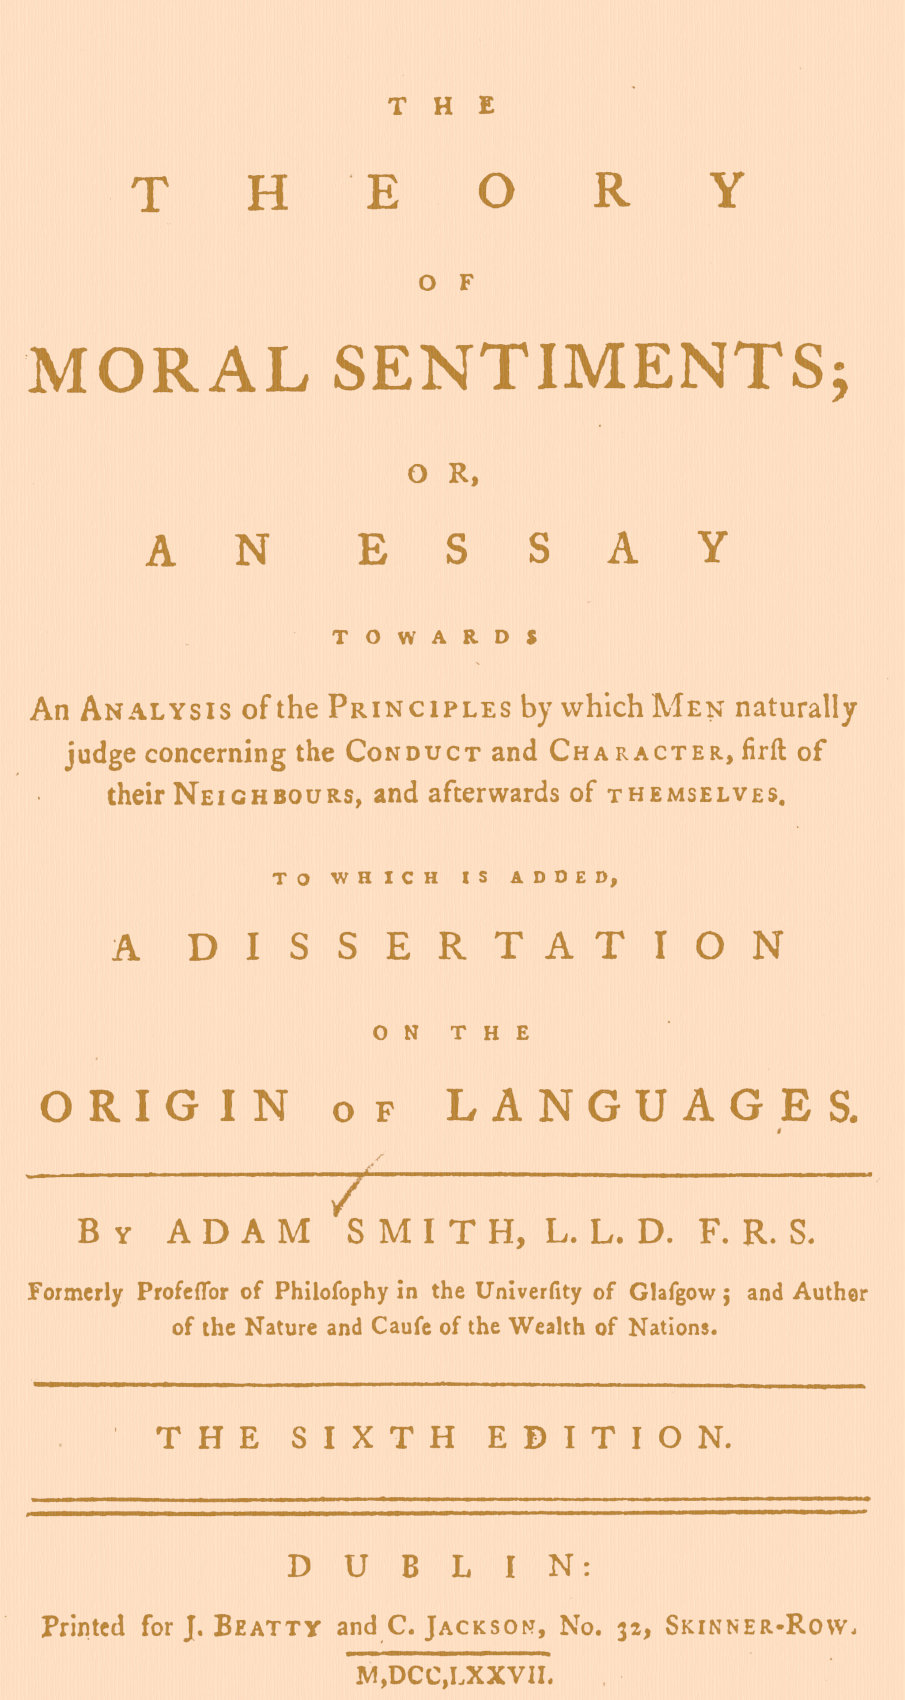 THE
THEORY
OF
MORAL SENTIMENTS;
OR,
AN ESSAY
TOWARDS
An ANALYSIS of the PRINCIPLES by which MEN naturally
judge concerning the CONDUCT and CHARACTER, firſt of
their NEIGHBOURS, and afterwards of THEMSELVES.
TO WHICH IS ADDED,
A DISSERTATION
ON THE
ORIGIN OF LANGUAGES.
By ADAM SMITH, L.L.D. F.R.S.
Formerly Profeſſor of Philoſophy in the Univerſity of Glaſgow; and Author
of the Nature and Cauſe of the Wealth of Nations.
THE SIXTH EDITION.
DUBLIN:
Printed for J. BEATTY and C. JACKSON, No. 32, SKINNER-ROW.
M,DCC,LXXVII.